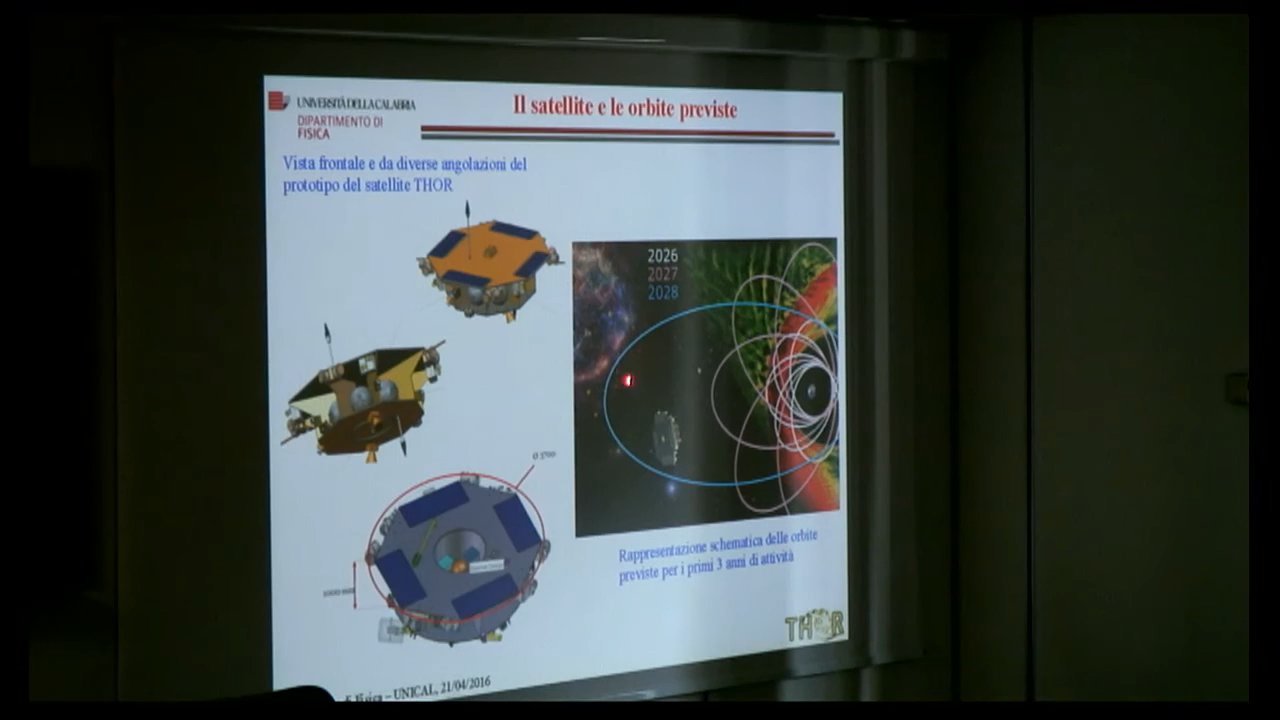 UNIVERSITÀ DELLA CALABRIA
DIPARTIMENTO DI
FISICA
Il satellite e le orbite previste
Vista frontale e da diverse angolazioni del
prototipo del satellite THOR
2026
2027
2028
Rappresentazione schematica delle orbite
previste per i primi 3 anni di attività
THOR
Fisica – UNICAL, 21/04/2016